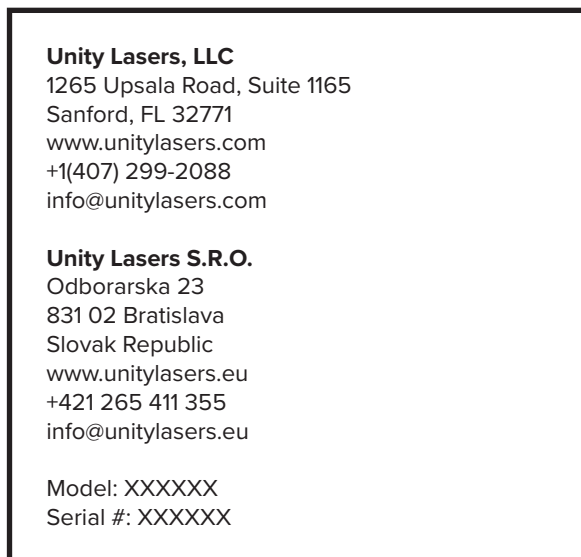 Unity Lasers, LLC
1265 Upsala Road, Suite 1165
Sanford, FL 32771
www.unitylasers.com
+1(407) 299-2088
info@unitylasers.com
Unity Lasers S.R.O.
Odborarska 23
831 02 Bratislava
Slovak Republic
www.unitylasers.eu
+421 265 411 355
info@unitylasers.eu
Model: XXXXXX
Serial #: XXXXXX